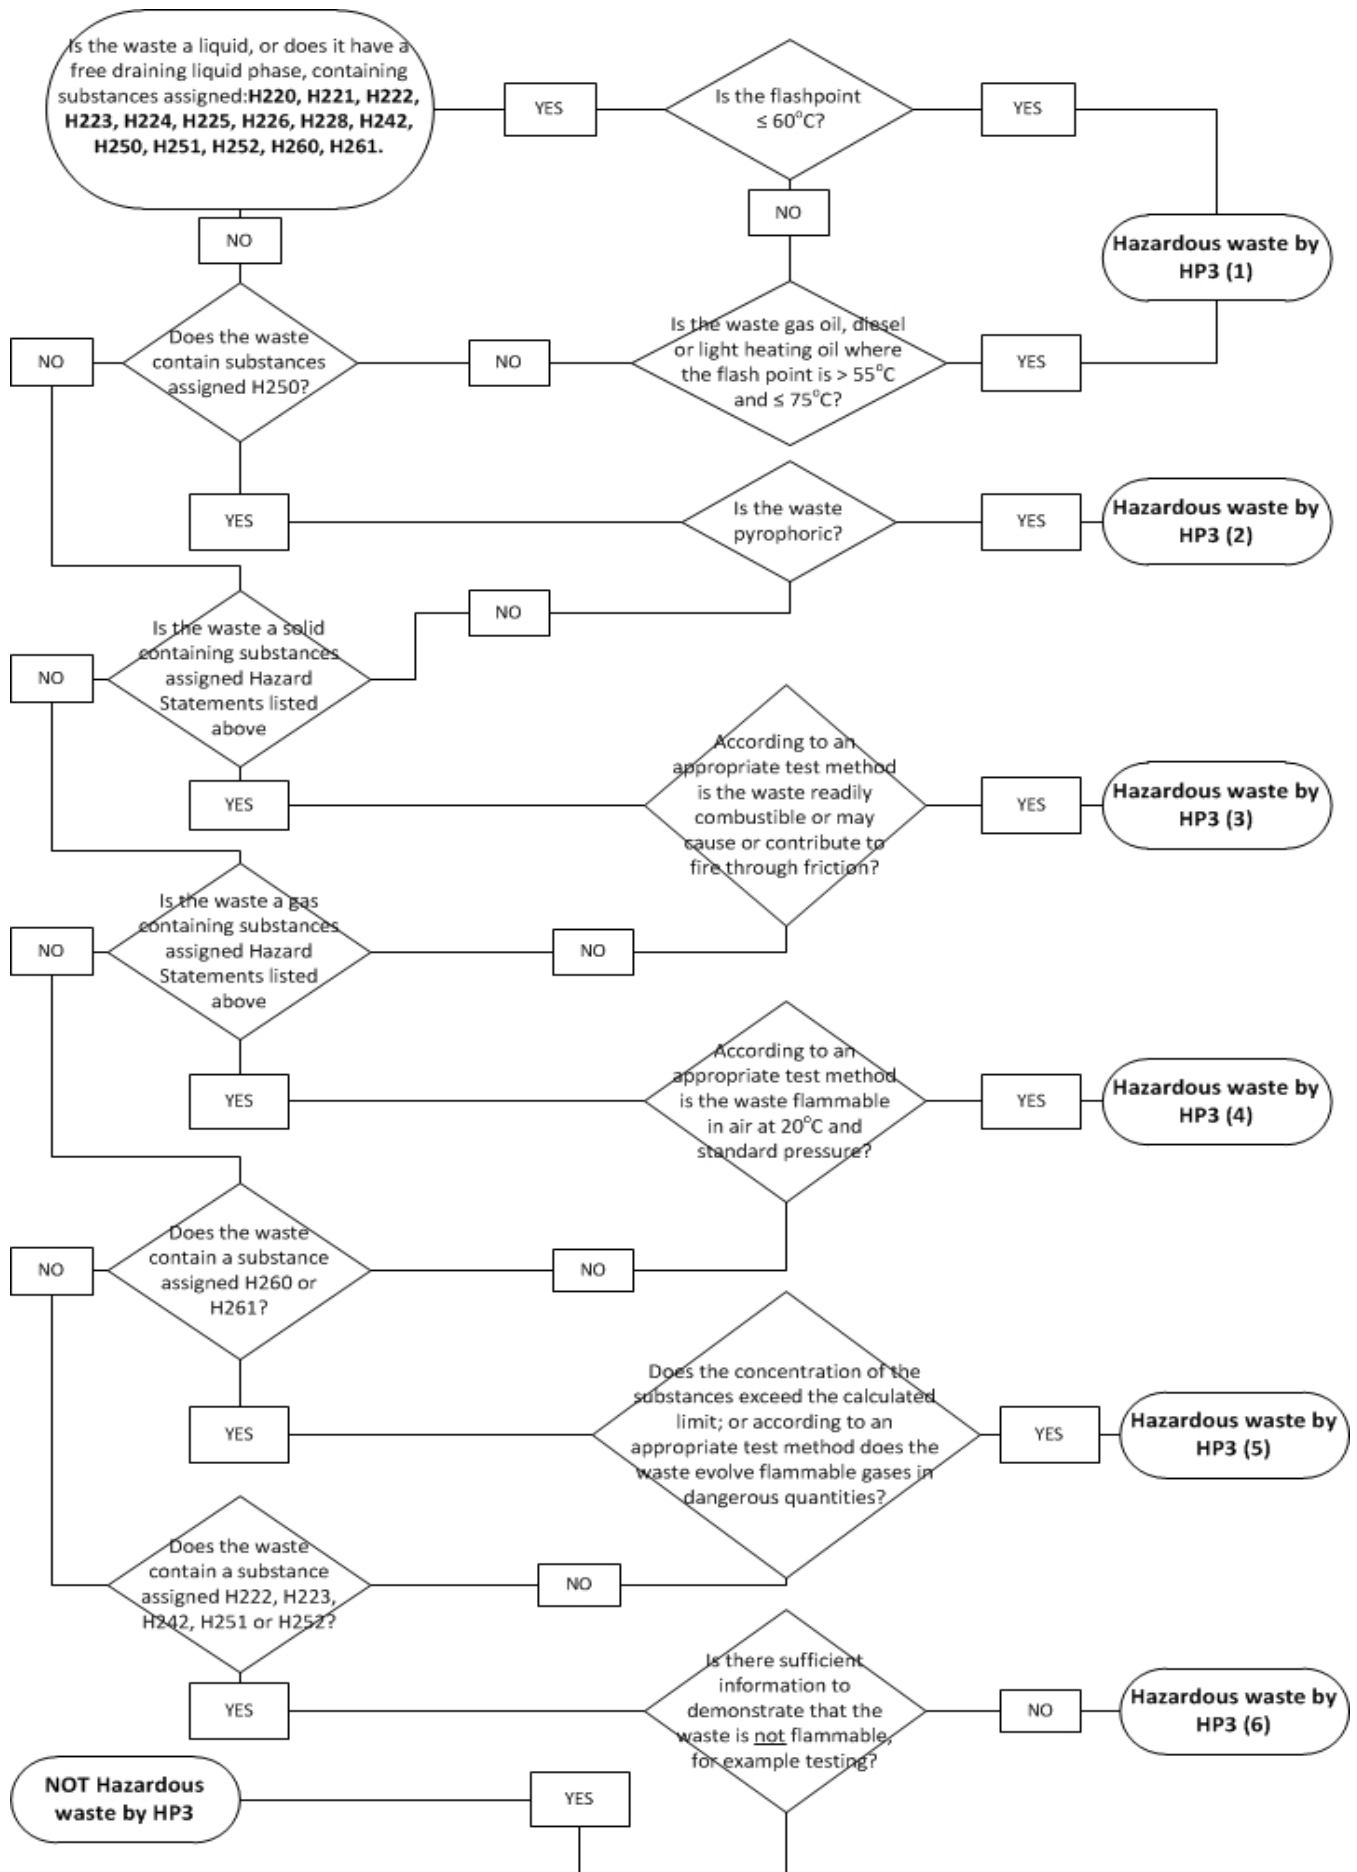 Is the waste a liquid, or does it have a
free draining liquid phase, containing
substances assigned:H220, H221, H222,
H223, H224, H225, H226, H228, H242,
H250, H251, H252, H260, H261.
YES
Is the flashpoint
≤ 60°C?
YES
NO
NO
Hazardous waste by
HP3 (1)
NO
Does the waste
contain substances
assigned H250?
NO
Is the waste gas oil, diesel
or light heating oil where
the flash point is > 55°C
and ≤ 75°C?
YES
YES
Is the waste
pyrophoric?
YES
Hazardous waste by
HP3 (2)
NO
NO
Is the waste a solid
containing substances
assigned Hazard
Statements listed
above
YES
According to an
appropriate test method
is the waste readily
combustible or may
cause or contribute to
fire through friction?
YES
Hazardous waste by
HP3 (3)
NO
Is the waste a gas
containing substances
assigned Hazard
Statements listed
above
NO
YES
According to an
appropriate test method
is the waste flammable
in air at 20°C and
standard pressure?
YES
Hazardous waste by
HP3 (4)
NO
Does the waste
contain a substance
assigned H260 or
H261?
NO
YES
Does the concentration of the
substances exceed the calculated
limit; or according to an
appropriate test method does the
waste evolve flammable gases in
dangerous quantities?
YES
Hazardous waste by
HP3 (5)
Does the waste
contain a substance
assigned H222, H223,
H242, H251 or H252?
NO
YES
Is there sufficient
information to
demonstrate that the
waste is not flammable,
for example testing?
NO
Hazardous waste by
HP3 (6)
NOT Hazardous
waste by HP3
YES